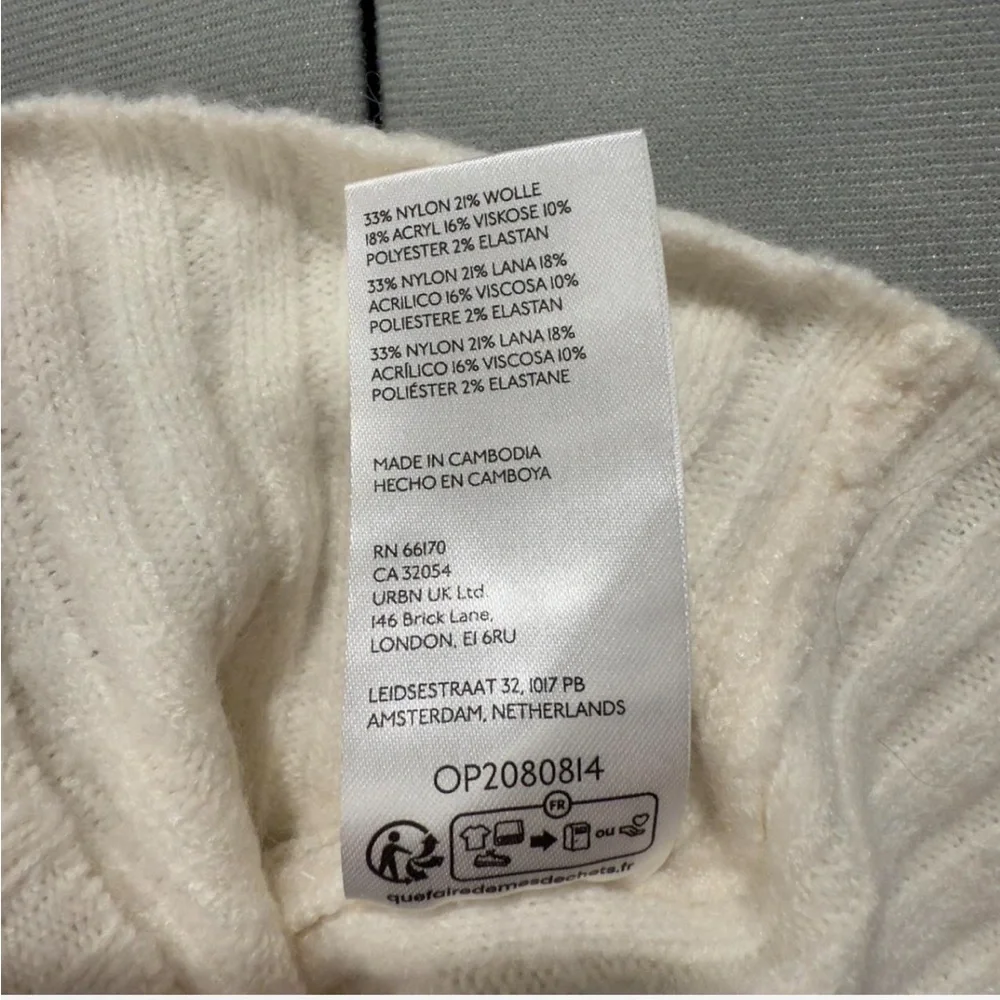 33% NYLON 21% WOLLE
18% ACRYL 16% VISKOSE 10%
POLYESTER 2% ELASTAN
33% NYLON 21% LANA 18%
ACRILICO 16% VISCOSA 10%
POLIESTERE 2% ELASTAN
33% NYLON 21% LANA 18%
ACRÍLICO 16% VISCOSA 10%
POLIÉSTER 2% ELASTANE
MADE IN CAMBODIA
HECHO EN CAMBOYA
RN 66170
CA 32054
URBN UK Ltd.
146 Brick Lane,
LONDON, E1 6RU
LEIDSESTRAAT 32, 1017 PB
AMSTERDAM, NETHERLANDS
OP2080814
FR
ou
quefairedemesdechets.fr